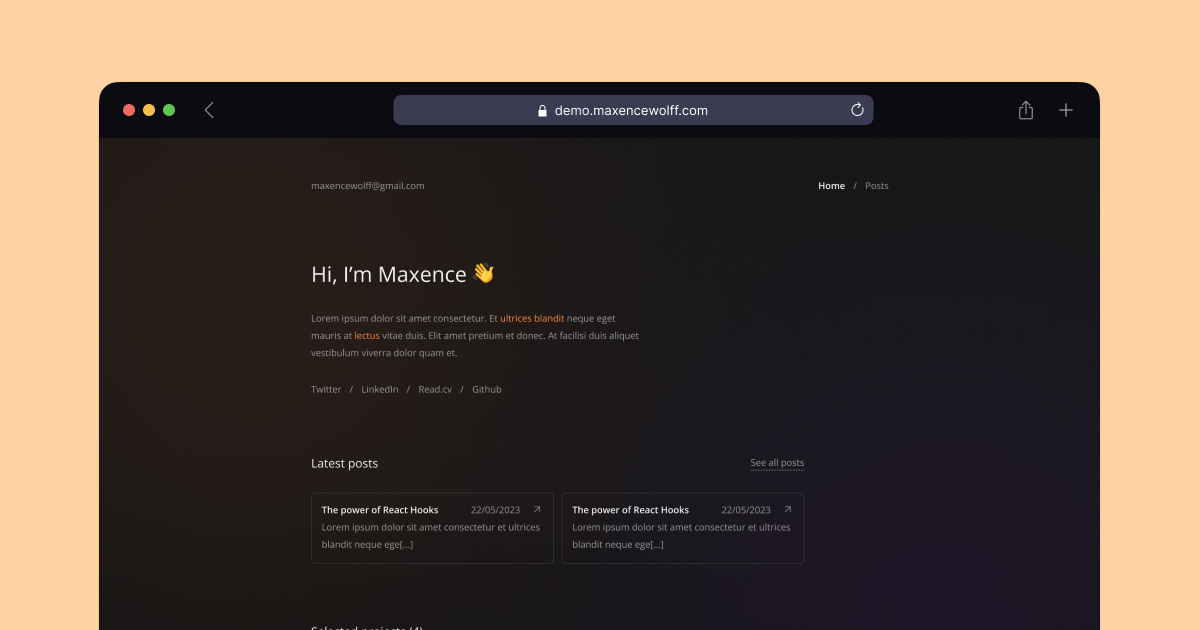 demo.maxencewolff.com
maxencewolff@gmail.com
Home / Posts
Hi, I’m Maxence 👋
Lorem ipsum dolor sit amet consectetur. Et ultrices blandit neque eget
mauris at lectus vitae duis. Elit amet pretium et donec. At facilisi duis aliquet
vestibulum viverra dolor quam et.
Twitter / LinkedIn / Read.cv / Github
Latest posts
See all posts
The power of React Hooks 22/05/2023
Lorem ipsum dolor sit amet consectetur et ultrices
blandit neque ege[...]
The power of React Hooks 22/05/2023
Lorem ipsum dolor sit amet consectetur et ultrices
blandit neque ege[...]
Selected projects (4)